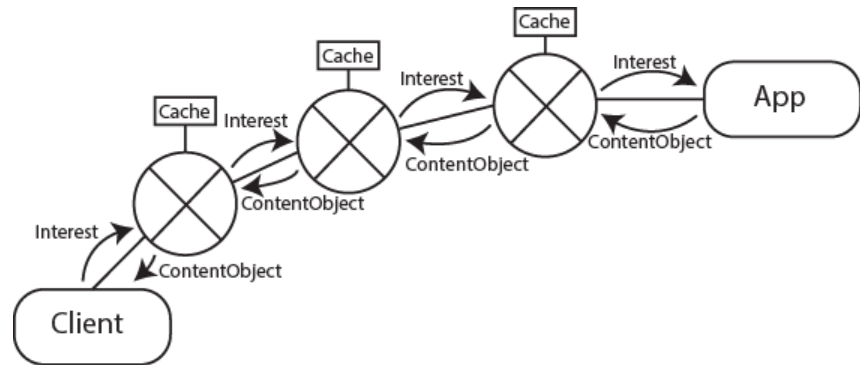 Cache
Cache
Cache
Interest
Interest
Interest
Interest
App
ContentObject
ContentObject
ContentObject
ContentObject
Client